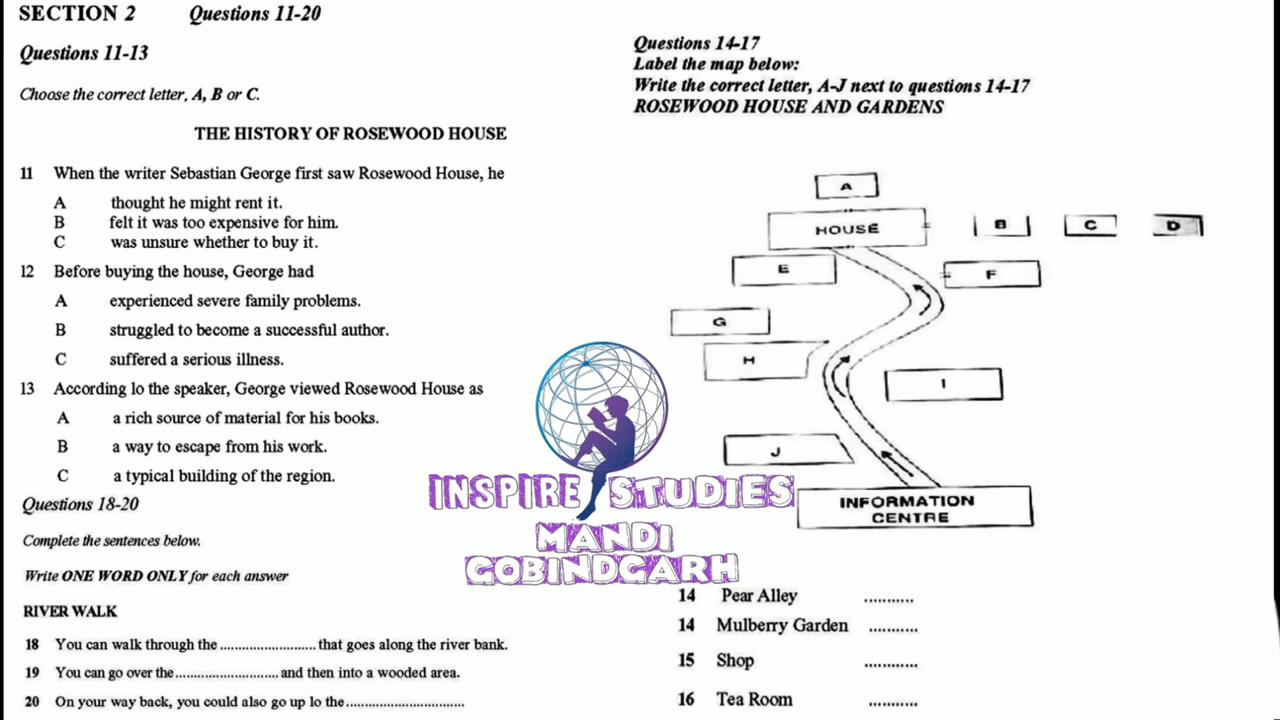 SECTION 2 Questions 11-20
Questions 11-13
Choose the correct letter, A, B or C.
THE HISTORY OF ROSEWOOD HOUSE
11 When the writer Sebastian George first saw Rosewood House, he
A thought he might rent it.
B felt it was too expensive for him.
C was unsure whether to buy it.
12 Before buying the house, George had
A experienced severe family problems.
B struggled to become a successful author.
C suffered a serious illness.
13 According lo the speaker, George viewed Rosewood House as
A a rich source of material for his books.
B a way to escape from his work.
C a typical building of the region.
Questions 18-20
Complete the sentences below.
Write ONE WORD ONLY for each answer
RIVER WALK
18 You can walk through the .......................... that goes along the river bank.
19 You can go over the ............................ and then into a wooded area.
20 On your way back, you could also go up lo the .................................
Questions 14-17
Label the map below:
Write the correct letter, A-J next to questions 14-17
ROSEWOOD HOUSE AND GARDENS
A
HOUSE B C D
E F
G
H
I
J
INFORMATION
CENTRE
INSPIRE STUDIES
MANDI
GOBINDGARH
14 Pear Alley ...........
14 Mulberry Garden ...........
15 Shop ............
16 Tea Room ...........